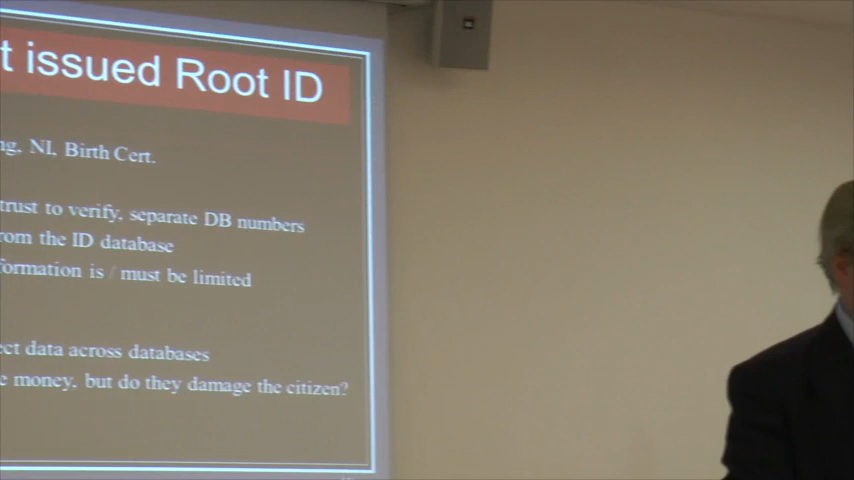 t issued Root ID
ng, NI, Birth Cert.
trust to verify, separate DB numbers
rom the ID database
formation is / must be limited
ect data across databases
e money, but do they damage the citizen?